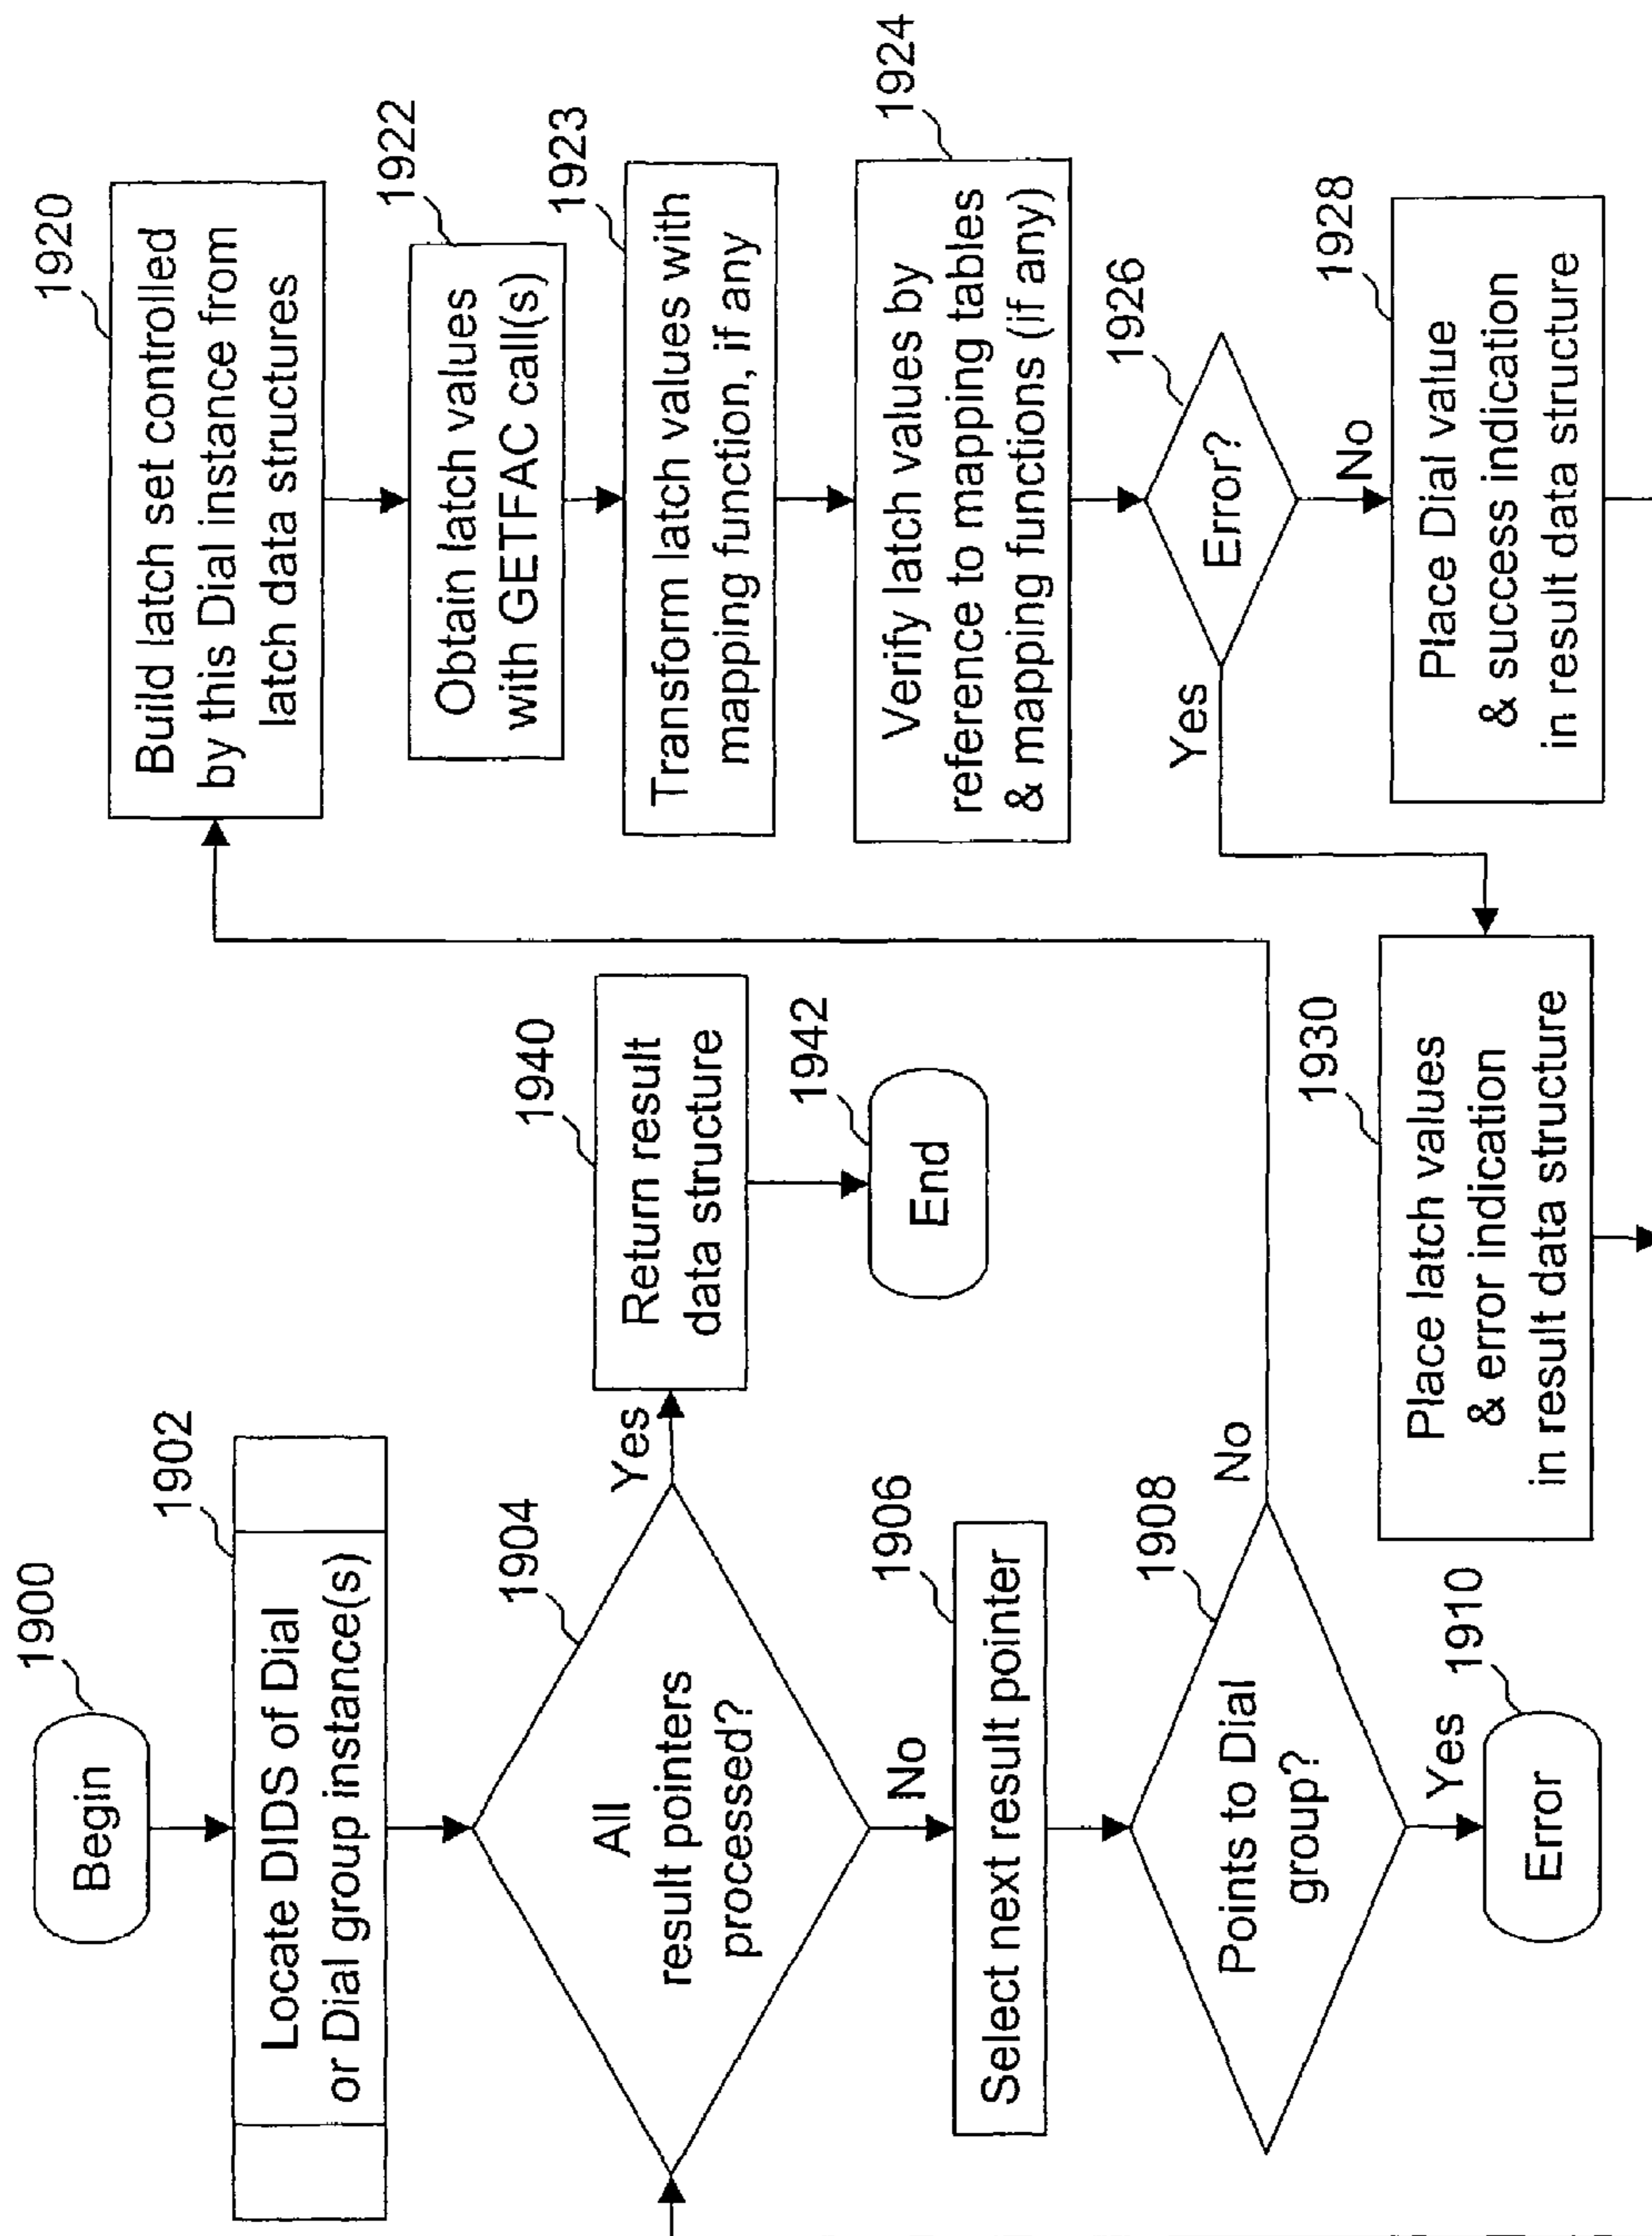 1900
Begin
1902
Locate DIDS of Dial
or Dial group instance(s)
1904
All
result pointers
processed?
Yes
No
1940
Return result
data structure
1942
End
1906
Select next result pointer
1908
Points to Dial
group?
No
Yes
1910
Error
1920
Build latch set controlled
by this Dial instance from
latch data structures
1922
Obtain latch values
with GETFAC call(s)
1923
Transform latch values with
mapping function, if any
1924
Verify latch values by
reference to mapping tables
& mapping functions (if any)
1926
Error?
Yes
No
1928
Place Dial value
& success indication
in result data structure
1930
Place latch values
& error indication
in result data structure